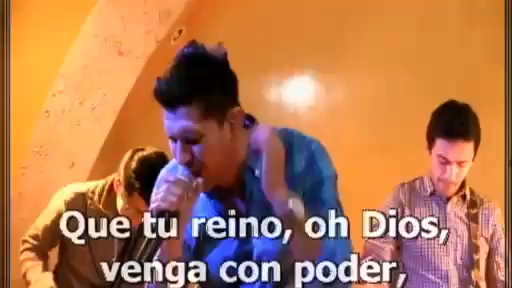 Que tu reino, oh Dios,
venga con poder,